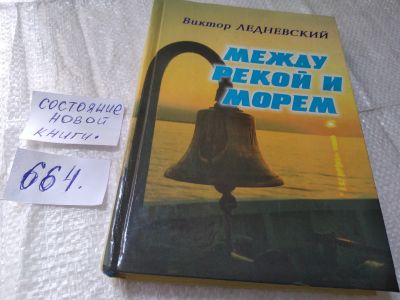 Виктор ЛЕДНЕВСКИЙ
МЕЖДУ
РЕКОЙ И
МОРЕМ
СОСТОЯНИЕ
НОВОЙ
КНИГИ.
664.